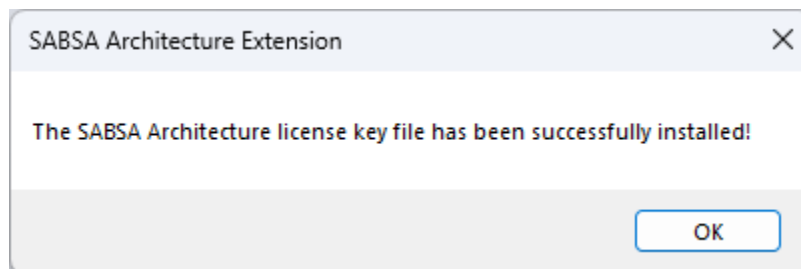 SABSA Architecture Extension
The SABSA Architecture license key file has been successfully installed!
OK